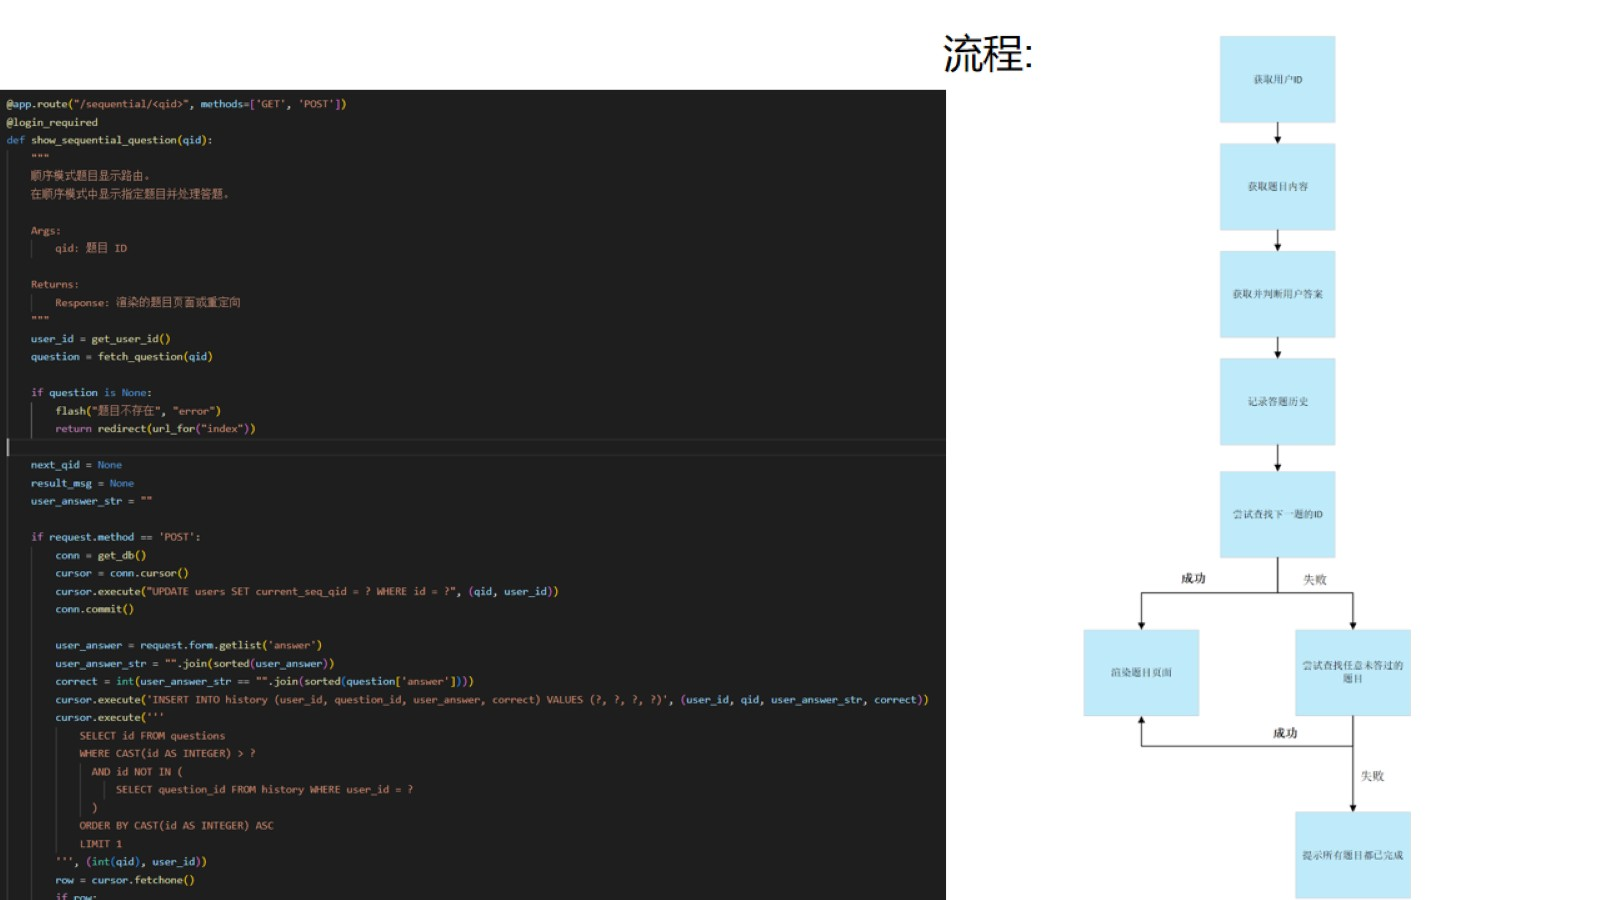 流程:
@app.route("/sequential/<qid>", methods=['GET', 'POST'])
@login_required
def show_sequential_question(qid):
"""
顺序模式题目显示路由。
在顺序模式中显示指定题目并处理答题。
Args:
qid: 题目 ID
Returns:
Response: 渲染的题目页面或重定向
"""
user_id = get_user_id()
question = fetch_question(qid)
if question is None:
flash("题目不存在", "error")
return redirect(url_for("index"))
next_qid = None
result_msg = None
user_answer_str = ""
if request.method == 'POST':
conn = get_db()
cursor = conn.cursor()
cursor.execute("UPDATE users SET current_seq_qid = ? WHERE id = ?", (qid, user_id))
conn.commit()
user_answer = request.form.getlist('answer')
user_answer_str = "".join(sorted(user_answer))
correct = int(user_answer_str == "".join(sorted(question['answer'])))
cursor.execute('INSERT INTO history (user_id, question_id, user_answer, correct) VALUES (?, ?, ?, ?)', (user_id, qid, user_answer_str, correct))
cursor.execute('''
SELECT id FROM questions
WHERE CAST(id AS INTEGER) > ?
AND id NOT IN (
SELECT question_id FROM history WHERE user_id = ?
)
ORDER BY CAST(id AS INTEGER) ASC
LIMIT 1
''', (int(qid), user_id))
row = cursor.fetchone()
if row:
获取用户ID
获取题目内容
获取并判断用户答案
记录答题历史
尝试查找下一题的ID
成功
失败
渲染题目页面
尝试查找任意未答过的
题目
成功
失败
提示所有题目都已完成